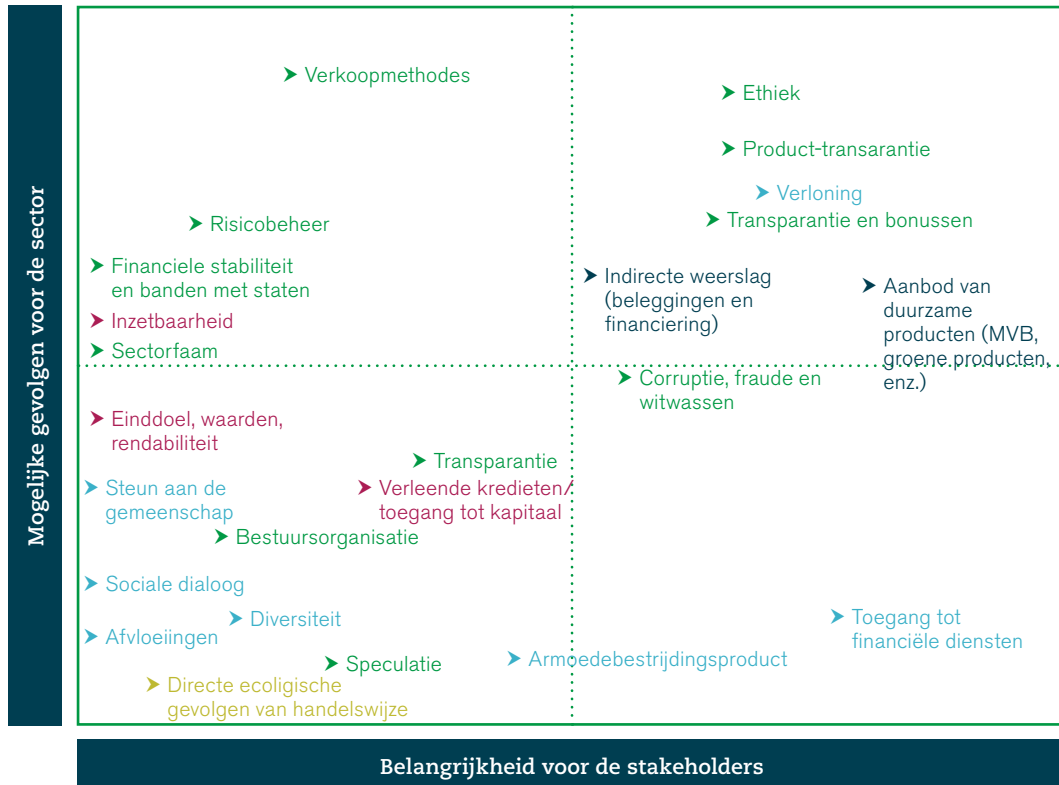 Mogelijke gevolgen voor de sector
Verkoopmethodes
Ethiek
Product-transarantie
Verloning
Risicobeheer
Transparantie en bonussen
Financiele stabiliteit
en banden met staten
Indirecte weerslag
(beleggingen en
financiering)
Aanbod van
duurzame
producten (MVB,
groene producten,
enz.)
Inzetbaarheid
Sectorfaam
Corruptie, fraude en
witwassen
Einddoel, waarden,
rendabiliteit
Transparantie
Steun aan de
gemeenschap
Verleende kredieten/
toegang tot kapitaal
Bestuursorganisatie
Sociale dialoog
Diversiteit
Afvloeiingen
Toegang tot
financiële diensten
Speculatie
Armoedebestrijdingsproduct
Directe ecoligische
gevolgen van handelswijze
Belangrijkheid voor de stakeholders